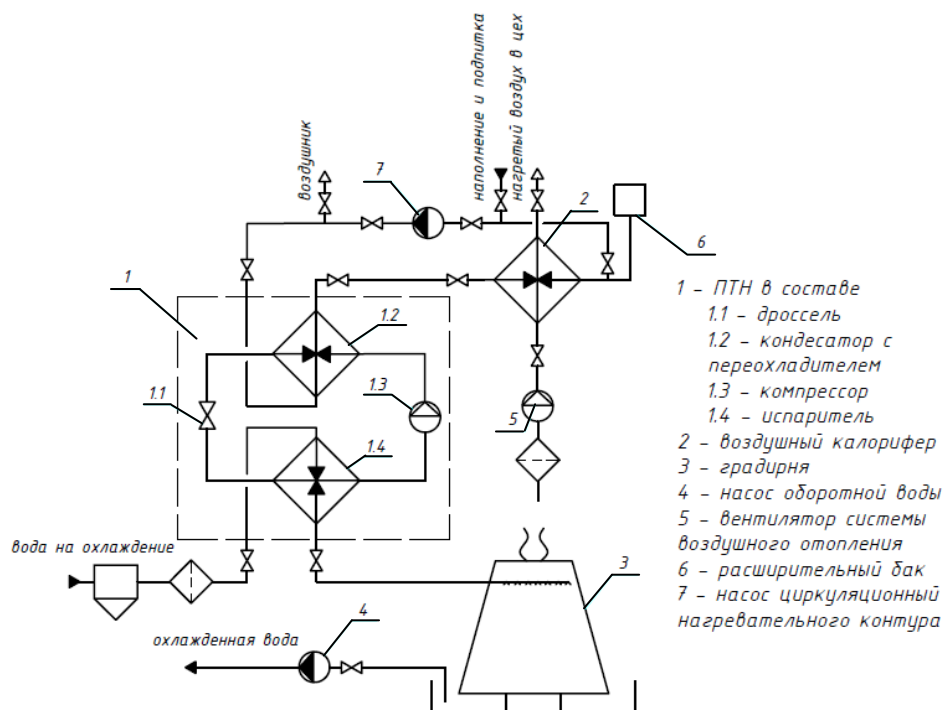 воздушник
наполнение и подпитка
нагретый воздух в цех
7
2
6
1
1.2
1.3
1.1
1.4
5
вода на охлаждение
3
4
охлажденная вода
1 - ПТН в составе
1.1 - дроссель
1.2 - кондесатор с
переохладителем
1.3 - компрессор
1.4 - испаритель
2 - воздушный калорифер
3 - градирня
4 - насос оборотной воды
5 - вентилятор системы
воздушного отопления
6 - расширительный бак
7 - насос циркуляционный
нагревательного контура